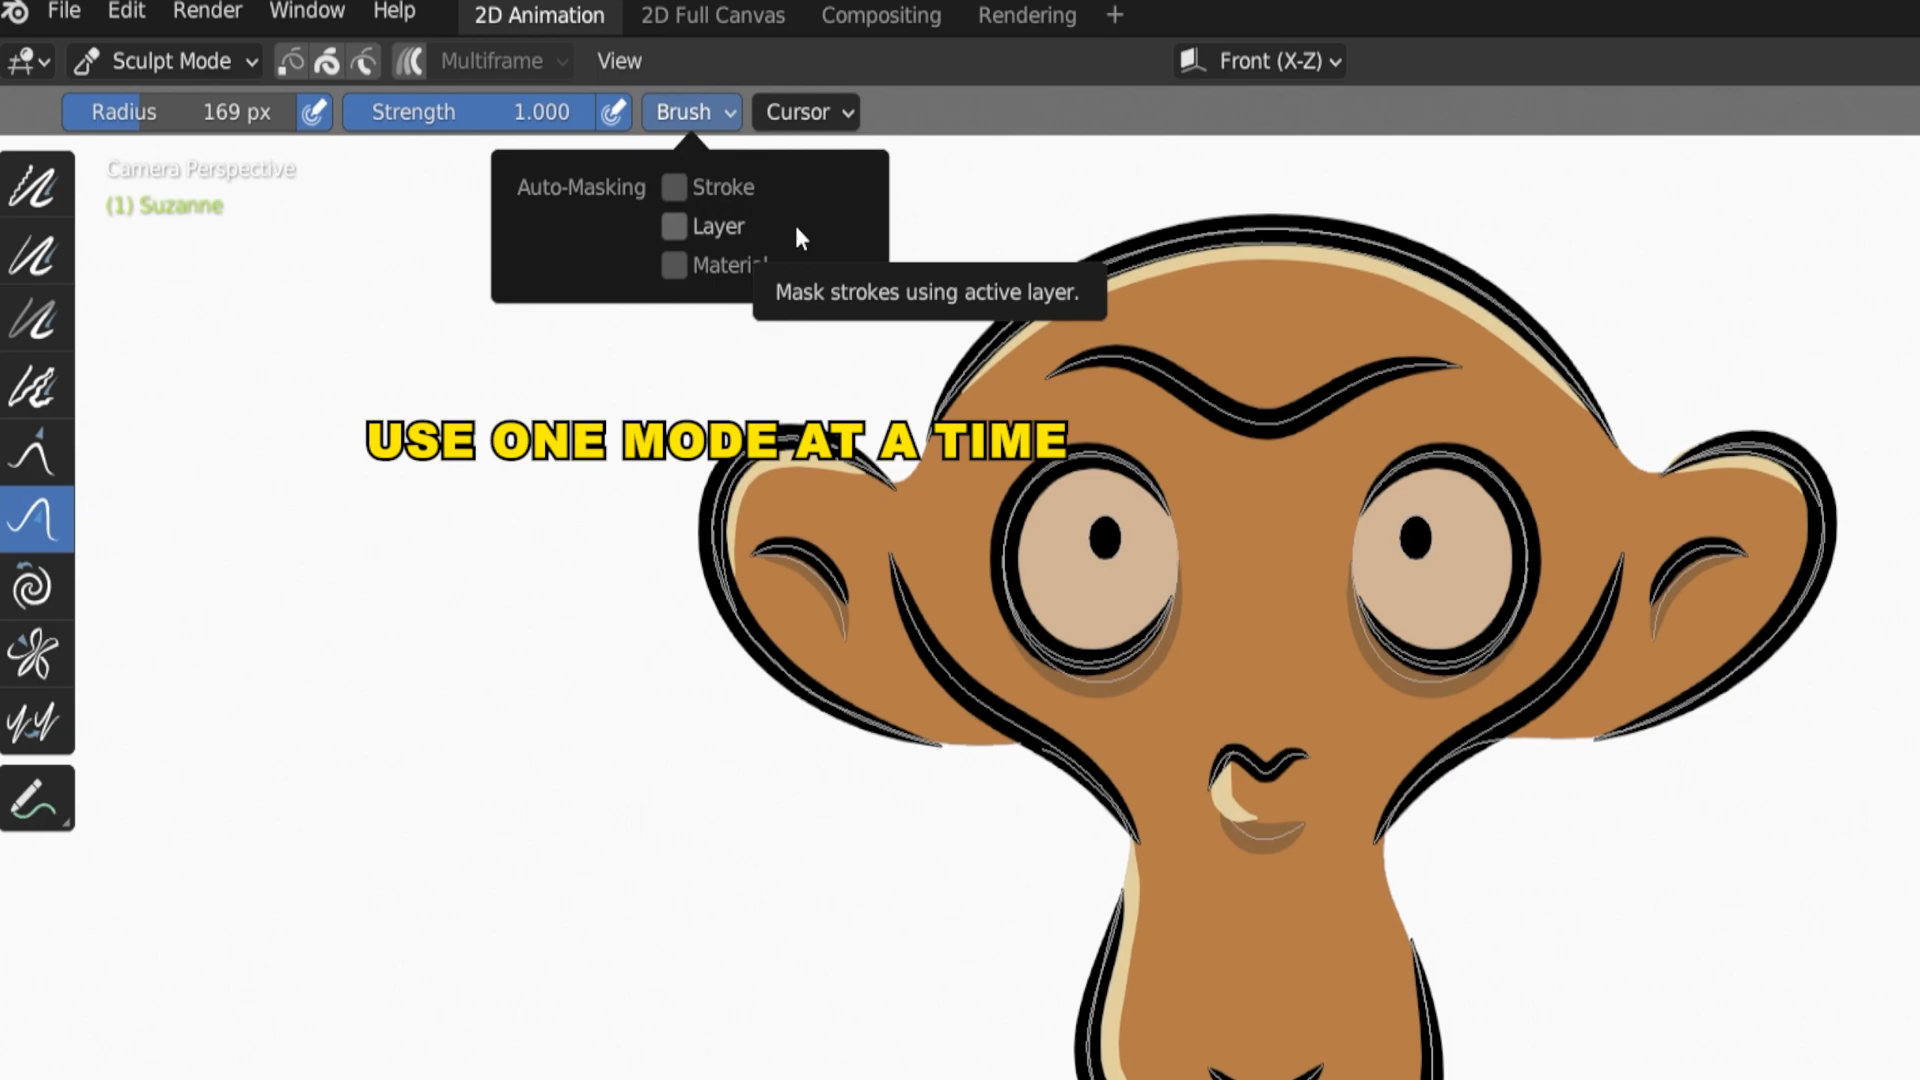 File Edit Render Window Help 2D Animation 2D Full Canvas Compositing Rendering +
Sculpt Mode Multiframe View Front (X-Z)
Radius 169 px Strength 1.000 Brush Cursor
Camera Perspective
(1) Suzanne
Auto-Masking Stroke
Layer
Material
Mask strokes using active layer.
USE ONE MODE AT A TIME